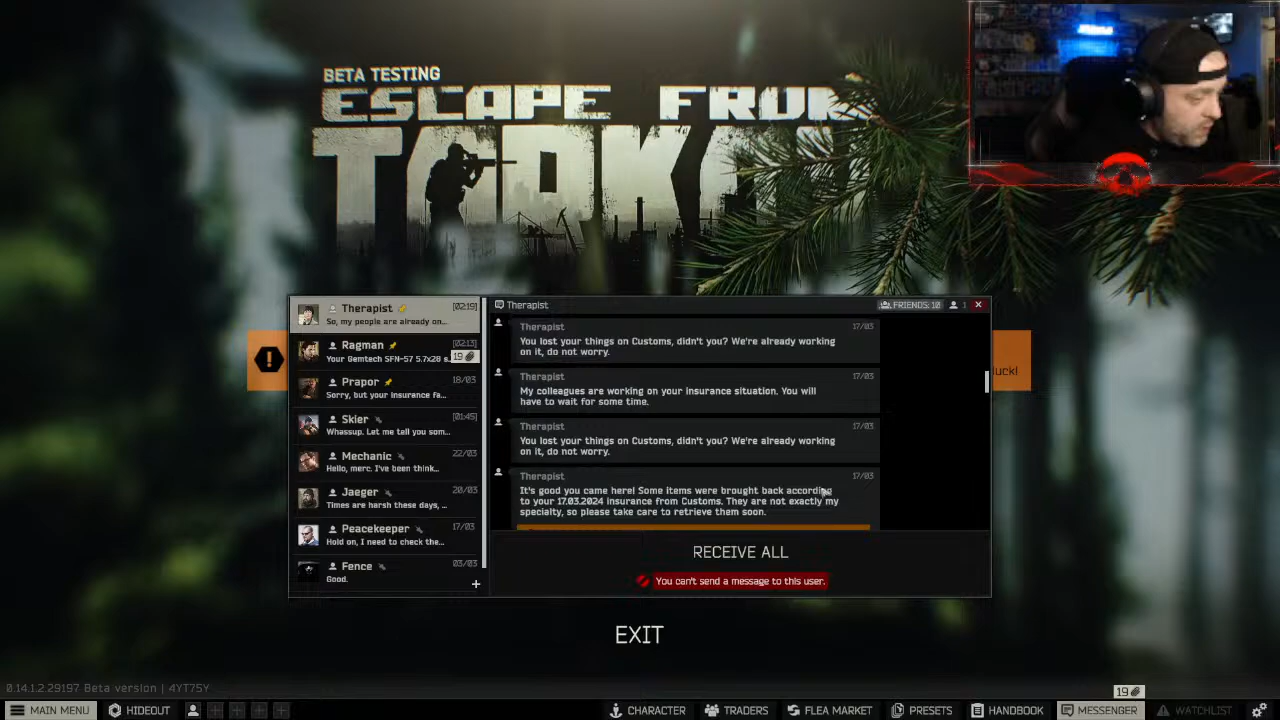 BETA TESTING
ESCAPE FROM
TARKOV
Therapist
[02:19]
So, my people are already on...
Ragman
[02:13]
Your Gemtech SFN-57 5.7x28 s...
19
Prapor
18/03
Sorry, but your insurance fa...
Skier
[01:45]
Whassup. Let me tell you som...
Mechanic
22/03
Hello, merc. I've been think...
Jaeger
20/03
Times are harsh these days, ...
Peacekeeper
17/03
Hold on, I need to check the...
Fence
03/03
Good.
+
Therapist
FRIENDS: 10
1
Therapist
17/03
You lost your things on Customs, didn't you? We're already working
on it, do not worry.
Therapist
17/03
My colleagues are working on your insurance situation. You will
have to wait for some time.
Therapist
17/03
You lost your things on Customs, didn't you? We're already working
on it, do not worry.
Therapist
17/03
It's good you came here! Some items were brought back according
to your 17.03.2024 insurance from Customs. They are not exactly my
specialty, so please take care to retrieve them soon.
RECEIVE ALL
You can't send a message to this user.
luck!
EXIT
0.14.1.2.29197 Beta version | 4YT75Y
19
MAIN MENU
HIDEOUT
CHARACTER
TRADERS
FLEA MARKET
PRESETS
HANDBOOK
MESSENGER
WATCHLIST